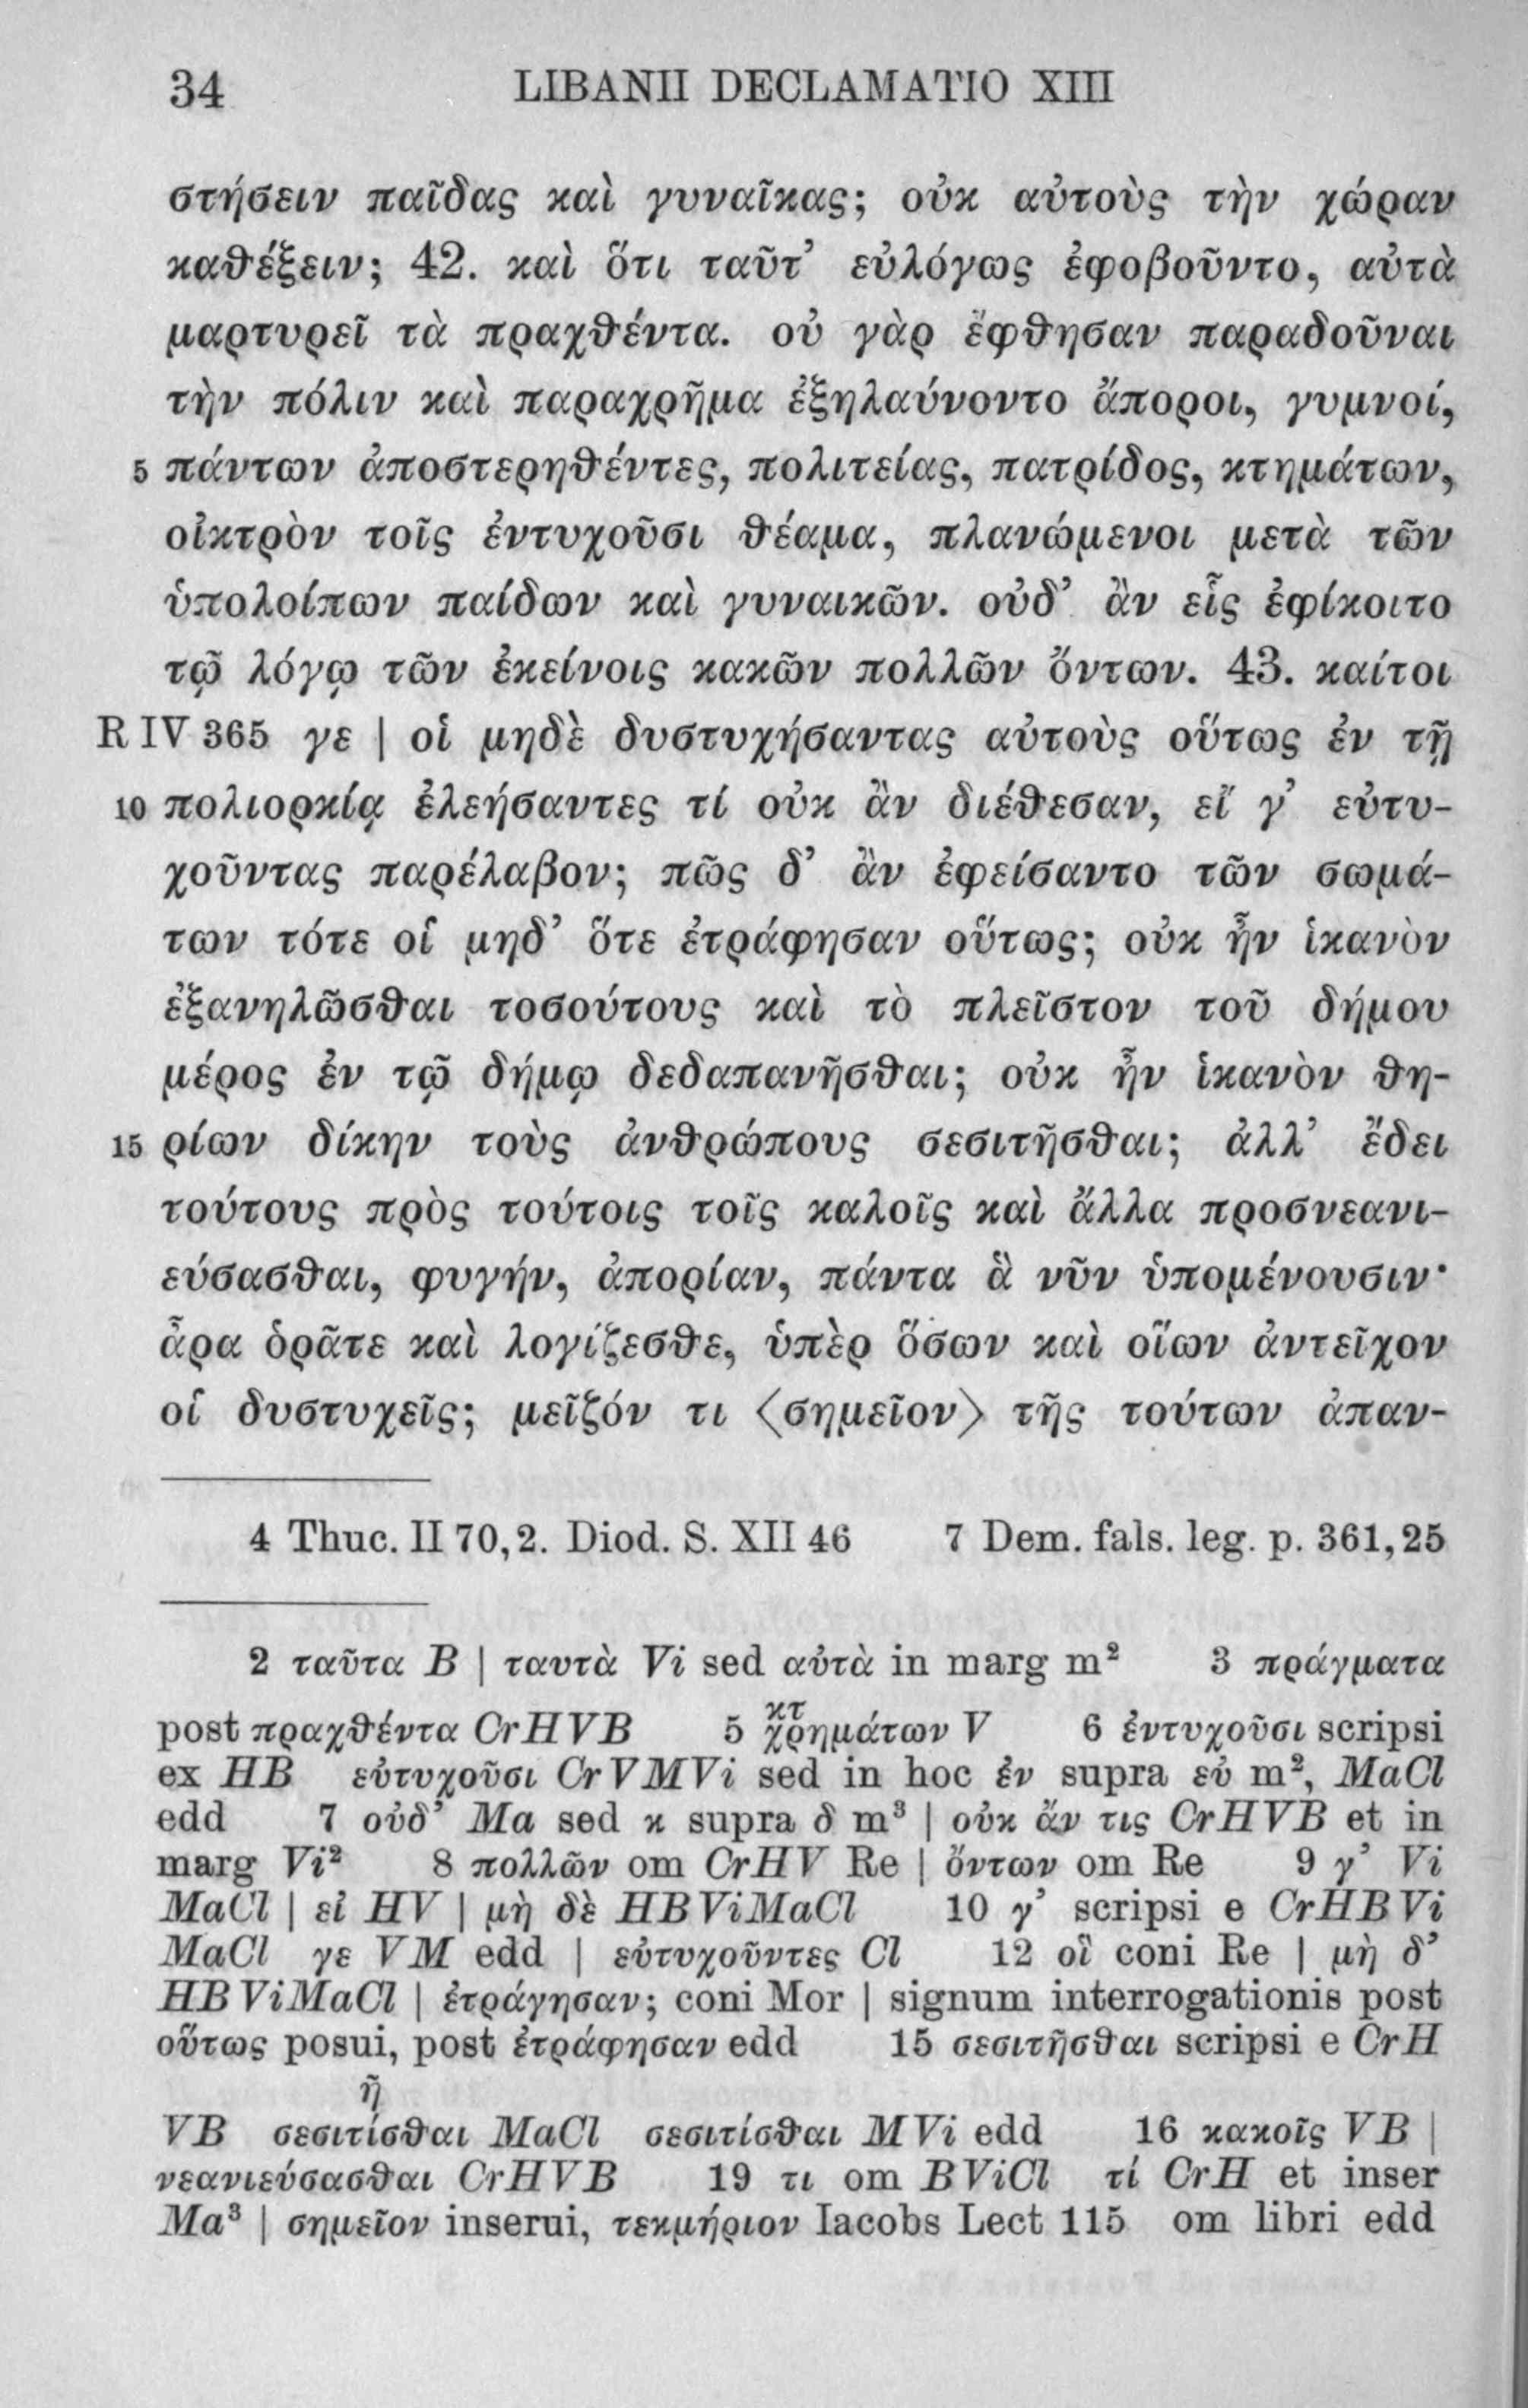 34 LIBANII DECLAMATIO XIII
στήσειν παῖδας καὶ γυναῖκας; οὐκ αὐτοὺς τὴν χώραν
καθέξειν; 42. καὶ ὅτι ταῦτ’ εὐλόγως ἐφοβοῦντο, αὐτὰ
μαρτυρεῖ τὰ πραχθέντα. οὐ γὰρ ἔφθησαν παραδοῦναι
τὴν πόλιν καὶ παραχρῆμα ἐξηλαύνοντο ἄποροι, γυμνοί,
5 πάντων ἀποστερηθέντες, πολιτείας, πατρίδος, κτημάτων,
οἰκτρὸν τοῖς ἐντυχοῦσι θέαμα, πλανώμενοι μετὰ τῶν
ὑπολοίπων παίδων καὶ γυναικῶν. οὐδ’ ἂν εἷς ἐφίκοιτο
τῷ λόγῳ τῶν ἐκείνοις κακῶν πολλῶν ὄντων. 43. καίτοι
R IV 365 γε | οἱ μηδὲ δυστυχήσαντας αὐτοὺς οὕτως ἐν τῇ
10 πολιορκίᾳ ἐλεήσαντες τί οὐκ ἂν διέθεσαν, εἴ γ’ εὐτυ-
χοῦντας παρέλαβον; πῶς δ’ ἂν ἐφείσαντο τῶν σωμά-
των τότε οἱ μηδ’ ὅτε ἐτράφησαν οὕτως; οὐκ ἦν ἱκανὸν
ἐξανηλῶσθαι τοσούτους καὶ τὸ πλεῖστον τοῦ δήμου
μέρος ἐν τῷ δήμῳ δεδαπανῆσθαι; οὐκ ἦν ἱκανὸν θη-
15 ρίων δίκην τοὺς ἀνθρώπους σεσιτῆσθαι; ἀλλ’ ἔδει
τούτους πρὸς τούτοις τοῖς καλοῖς καὶ ἄλλα προσνεανι-
εύσασθαι, φυγήν, ἀπορίαν, πάντα ἃ νῦν ὑπομένουσιν·
ἆρα ὁρᾶτε καὶ λογίζεσθε, ὑπὲρ ὅσων καὶ οἵων ἀντεῖχον
οἱ δυστυχεῖς; μεῖζόν τι ⟨σημεῖον⟩ τῆς τούτων ἀπαν-
4 Thuc. II 70,2. Diod. S. XII 46 7 Dem. fals. leg. p. 361,25
2 ταῦτα B | ταυτὰ Vi sed αὐτὰ in marg m² 3 πράγματα
κτ
post πραχθέντα CrHVB 5 χρημάτων V 6 ἐντυχοῦσι scripsi
ex HB εὐτυχοῦσι CrVMVi sed in hoc ἐν supra εὐ m², MaCl
edd 7 οὐδ’ Ma sed κ supra δ m³ | οὐκ ἄν τις CrHVB et in
marg Vi² 8 πολλῶν om CrHV Re | ὄντων om Re 9 γ’ Vi
MaCl | εἰ HV | μὴ δὲ HBViMaCl 10 γ’ scripsi e CrHBVi
MaCl γε VM edd | εὐτυχοῦντες Cl 12 οἳ coni Re | μὴ δ’
HBViMaCl | ἐτράγησαν; coni Mor | signum interrogationis post
οὕτως posui, post ἐτράφησαν edd 15 σεσιτῆσθαι scripsi e CrH
ῆ
VB σεσιτίσθαι MaCl σεσιτίσθαι MVi edd 16 κακοῖς VB |
νεανιεύσασθαι CrHVB 19 τι om BViCl τί CrH et inser
Ma³ | σημεῖον inserui, τεκμήριον Iacobs Lect 115 om libri edd